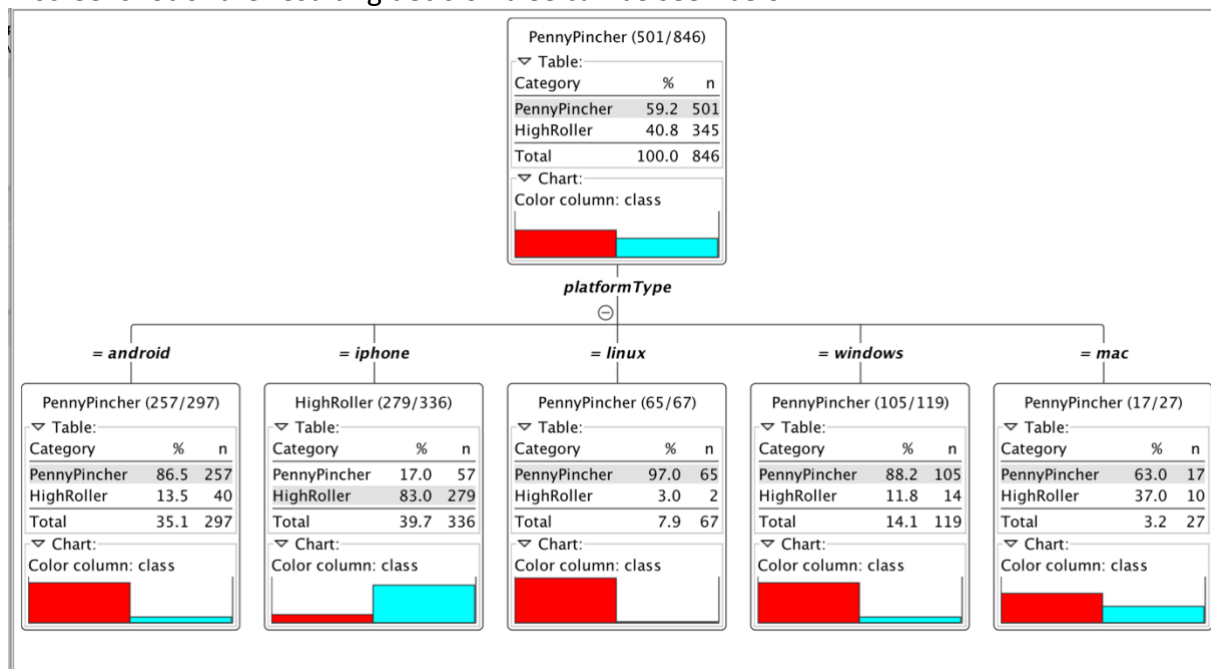 PennyPincher (501/846)
Table:
Category % n
PennyPincher 59.2 501
HighRoller 40.8 345
Total 100.0 846
Chart:
Color column: class
platformType
= android
= iphone
= linux
= windows
= mac
PennyPincher (257/297)
Table:
Category % n
PennyPincher 86.5 257
HighRoller 13.5 40
Total 35.1 297
Chart:
Color column: class
HighRoller (279/336)
Table:
Category % n
PennyPincher 17.0 57
HighRoller 83.0 279
Total 39.7 336
Chart:
Color column: class
PennyPincher (65/67)
Table:
Category % n
PennyPincher 97.0 65
HighRoller 3.0 2
Total 7.9 67
Chart:
Color column: class
PennyPincher (105/119)
Table:
Category % n
PennyPincher 88.2 105
HighRoller 11.8 14
Total 14.1 119
Chart:
Color column: class
PennyPincher (17/27)
Table:
Category % n
PennyPincher 63.0 17
HighRoller 37.0 10
Total 3.2 27
Chart:
Color column: class